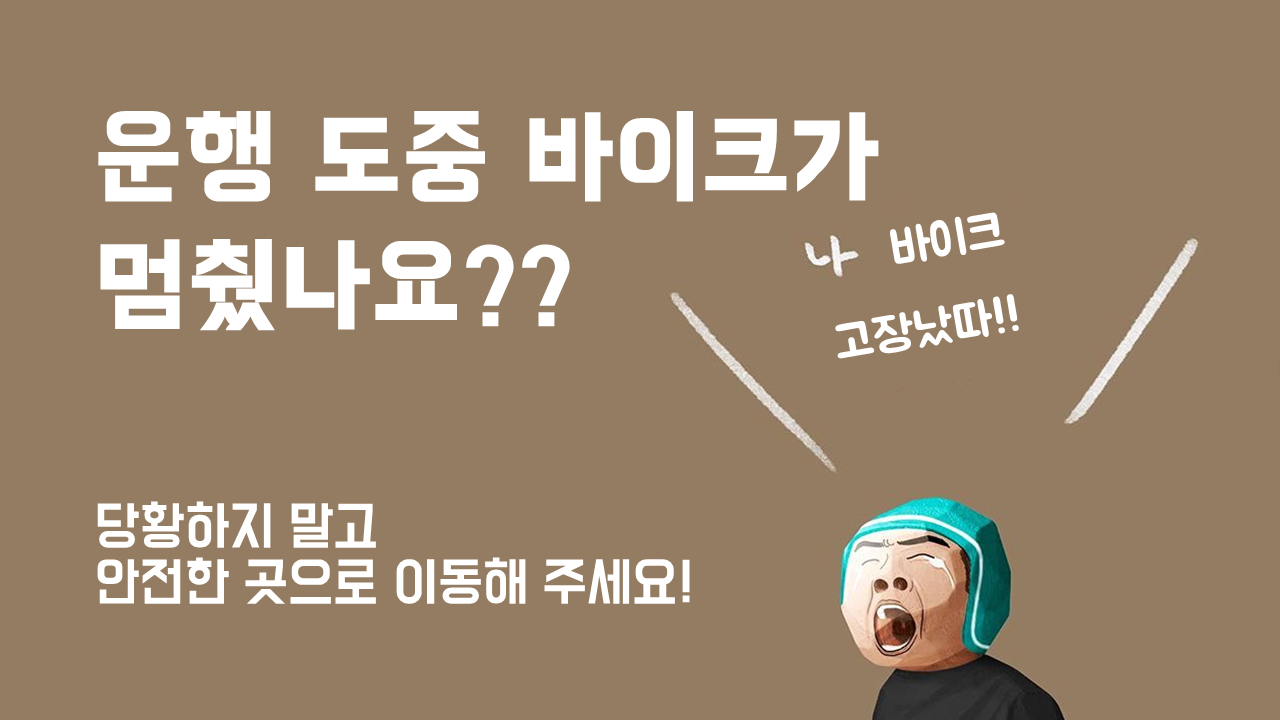 운행 도중 바이크가
멈췄나요??
나 바이크
고장났따!!
당황하지 말고
안전한 곳으로 이동해 주세요!